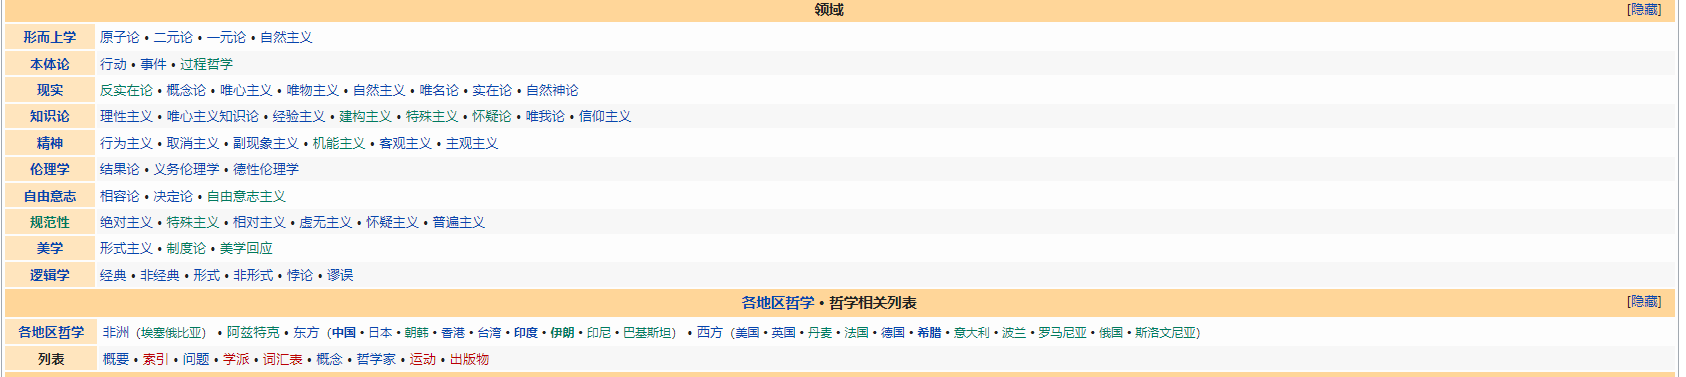 领域 [隐藏]
形而上学 原子论 • 二元论 • 一元论 • 自然主义
本体论 行动 • 事件 • 过程哲学
现实 反实在论 • 概念论 • 唯心主义 • 唯物主义 • 自然主义 • 唯名论 • 实在论 • 自然神论
知识论 理性主义 • 唯心主义知识论 • 经验主义 • 建构主义 • 特殊主义 • 怀疑论 • 唯我论 • 信仰主义
精神 行为主义 • 取消主义 • 副现象主义 • 机能主义 • 客观主义 • 主观主义
伦理学 结果论 • 义务伦理学 • 德性伦理学
自由意志 相容论 • 决定论 • 自由意志主义
规范性 绝对主义 • 特殊主义 • 相对主义 • 虚无主义 • 怀疑主义 • 普遍主义
美学 形式主义 • 制度论 • 美学回应
逻辑学 经典 • 非经典 • 形式 • 非形式 • 悖论 • 谬误
各地区哲学 • 哲学相关列表 [隐藏]
各地区哲学 非洲（埃塞俄比亚） • 阿兹特克 • 东方（中国 • 日本 • 朝韩 • 香港 • 台湾 • 印度 • 伊朗 • 印尼 • 巴基斯坦） • 西方（美国 • 英国 • 丹麦 • 法国 • 德国 • 希腊 • 意大利 • 波兰 • 罗马尼亚 • 俄国 • 斯洛文尼亚）
列表 概要 • 索引 • 问题 • 学派 • 词汇表 • 概念 • 哲学家 • 运动 • 出版物